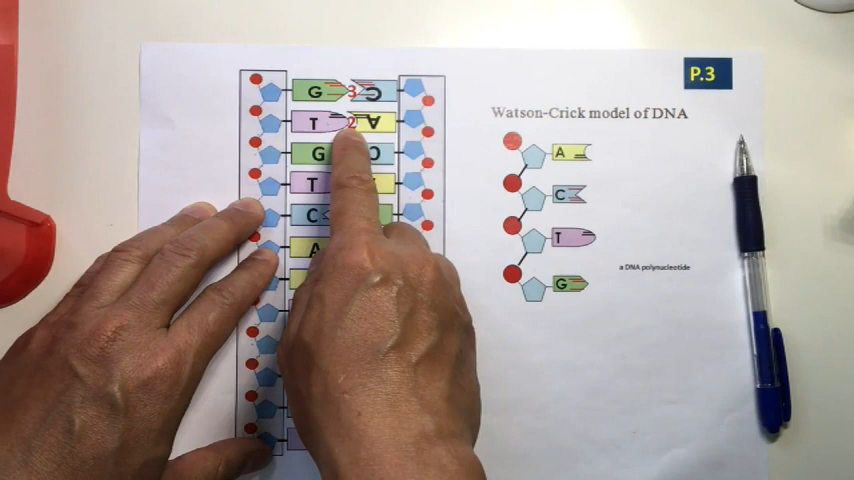 P.3
Watson-Crick model of DNA
G 3 C
T 2 A
G C
T
C
A
A
C
T
G
a DNA polynucleotide